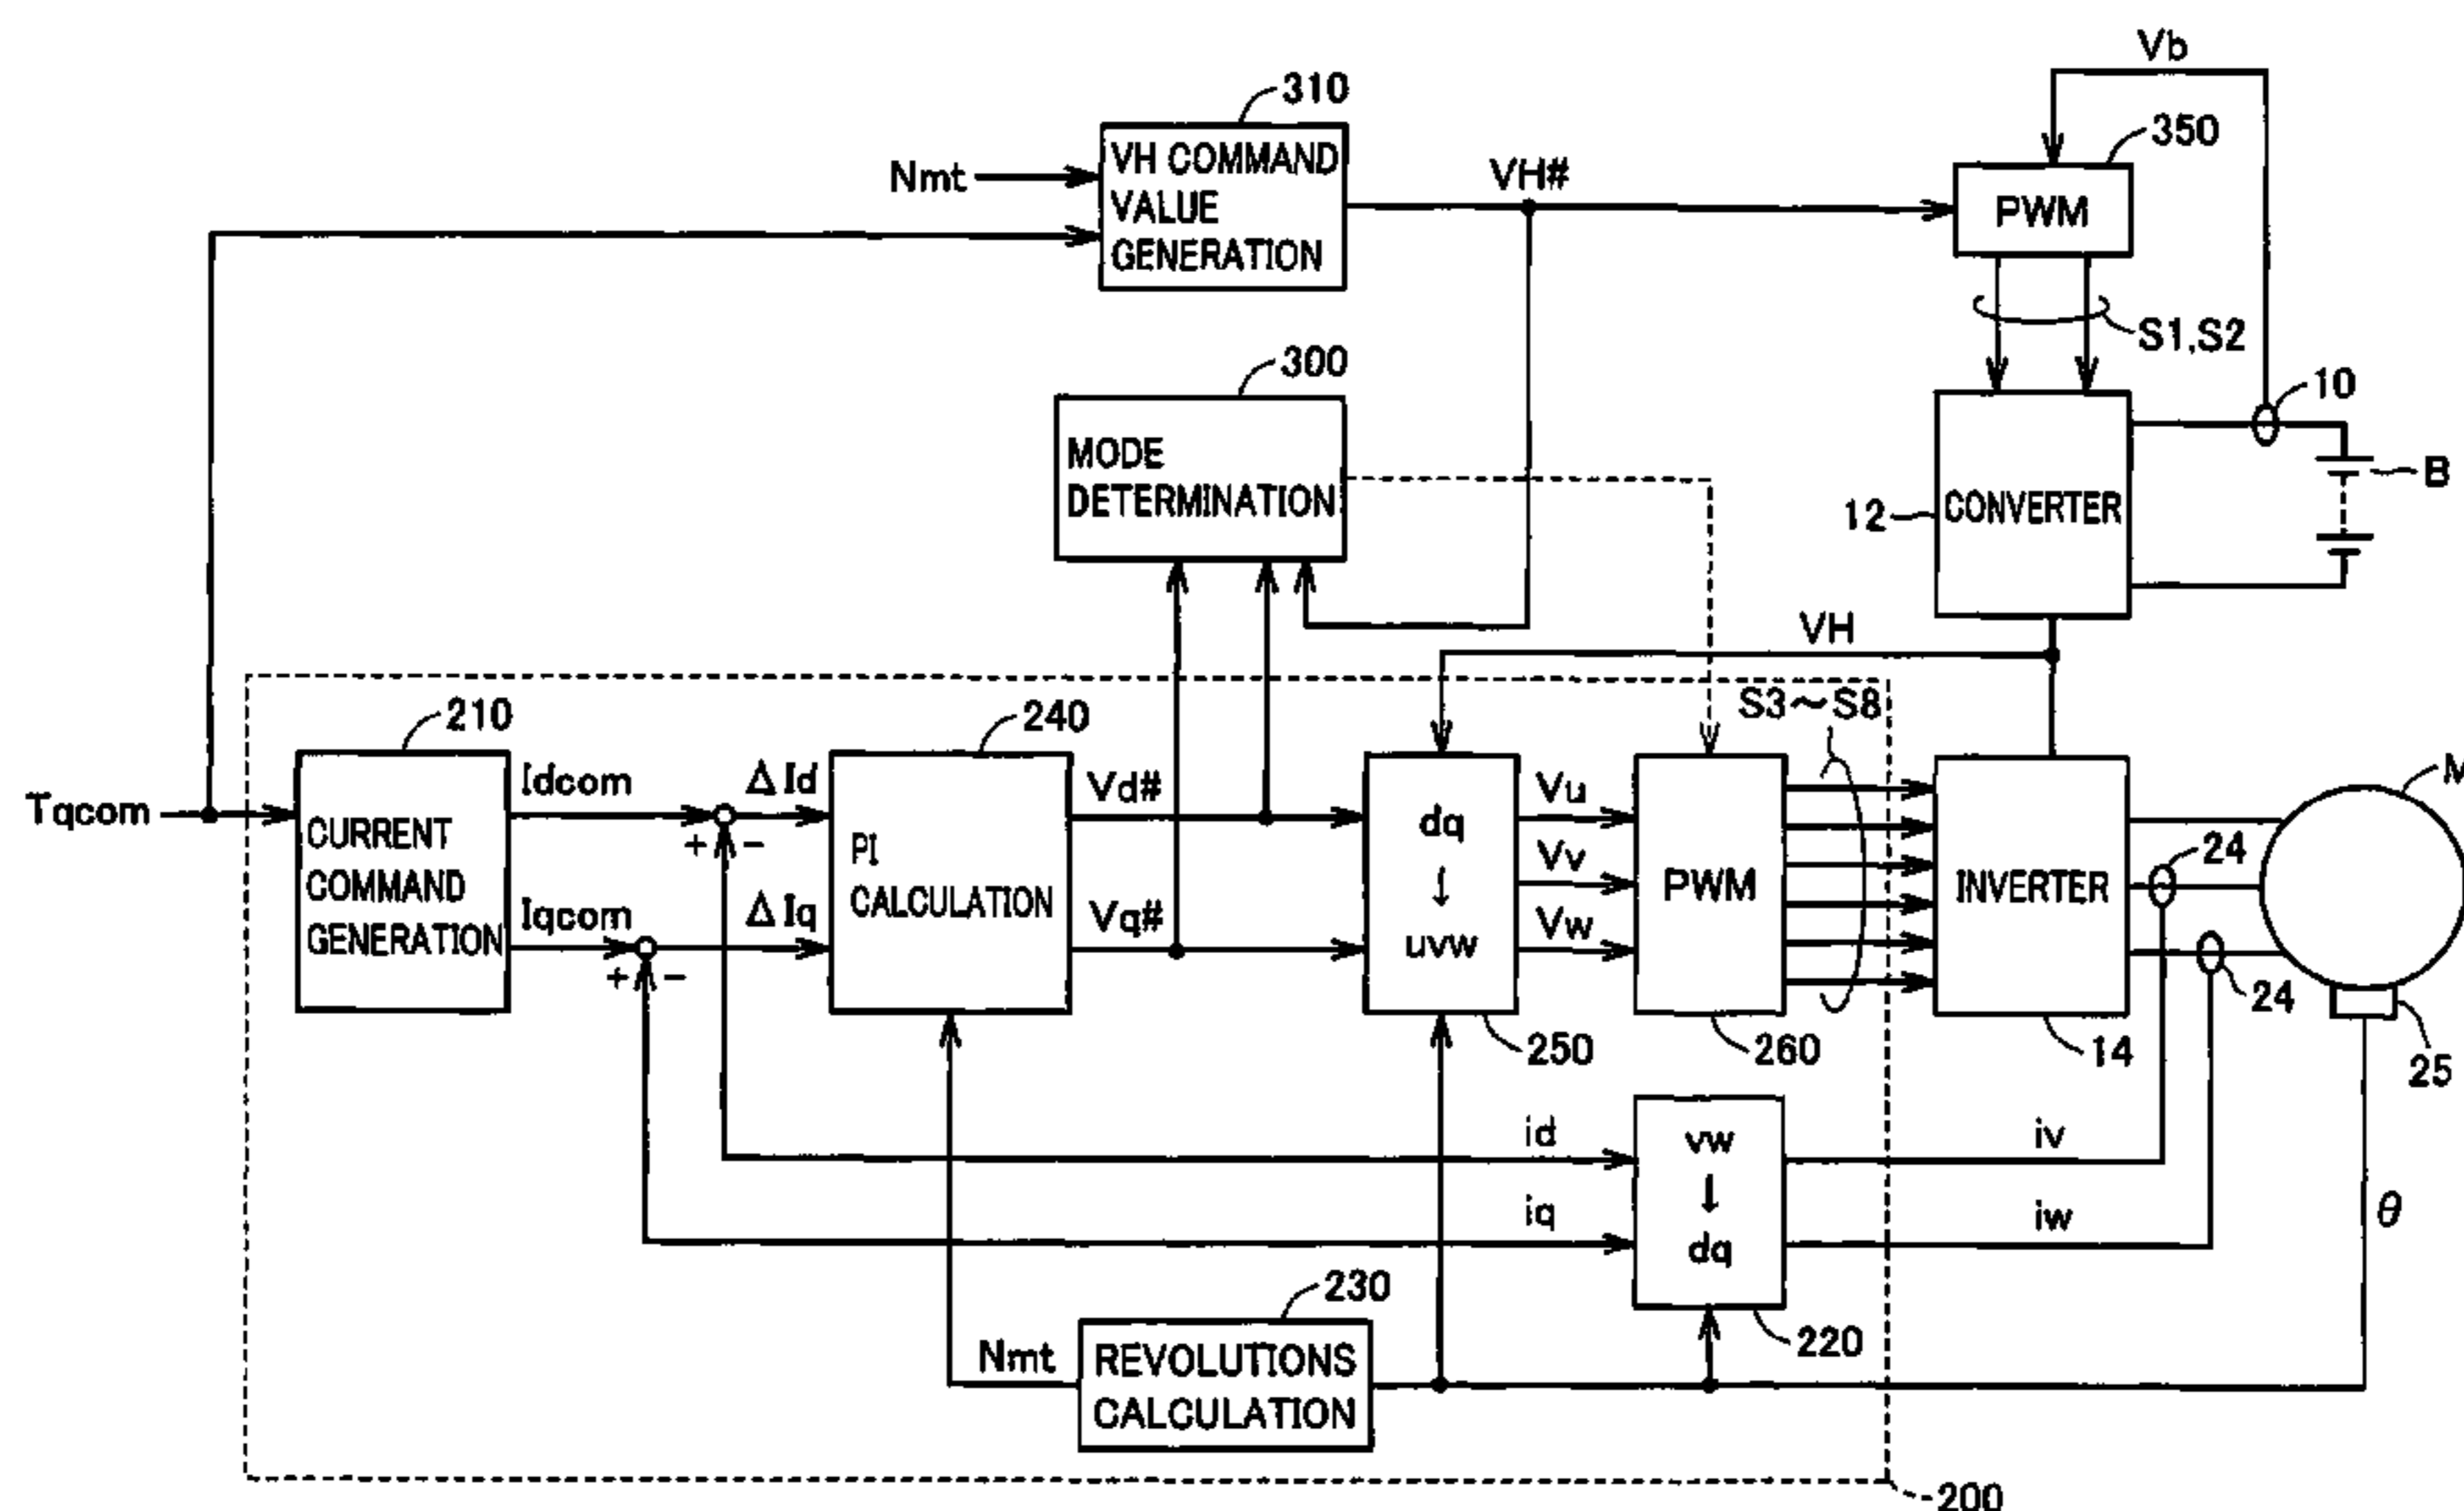 Vb
310
350
VH COMMAND
VALUE
GENERATION
Nmt
VH#
PWM
S1,S2
300
10
MODE
DETERMINATION
B
12
CONVERTER
VH
S3~S8
210
240
Idcom
ΔId
Vd#
dq
↓
uvw
Vu
M
Tqcom
CURRENT
COMMAND
GENERATION
+ -
PI
CALCULATION
Vv
PWM
INVERTER
24
Iqcom
ΔIq
Vq#
Vw
+ -
24
250
260
14
25
id
vw
↓
dq
iv
iq
iw
θ
230
220
Nmt
REVOLUTIONS
CALCULATION
200